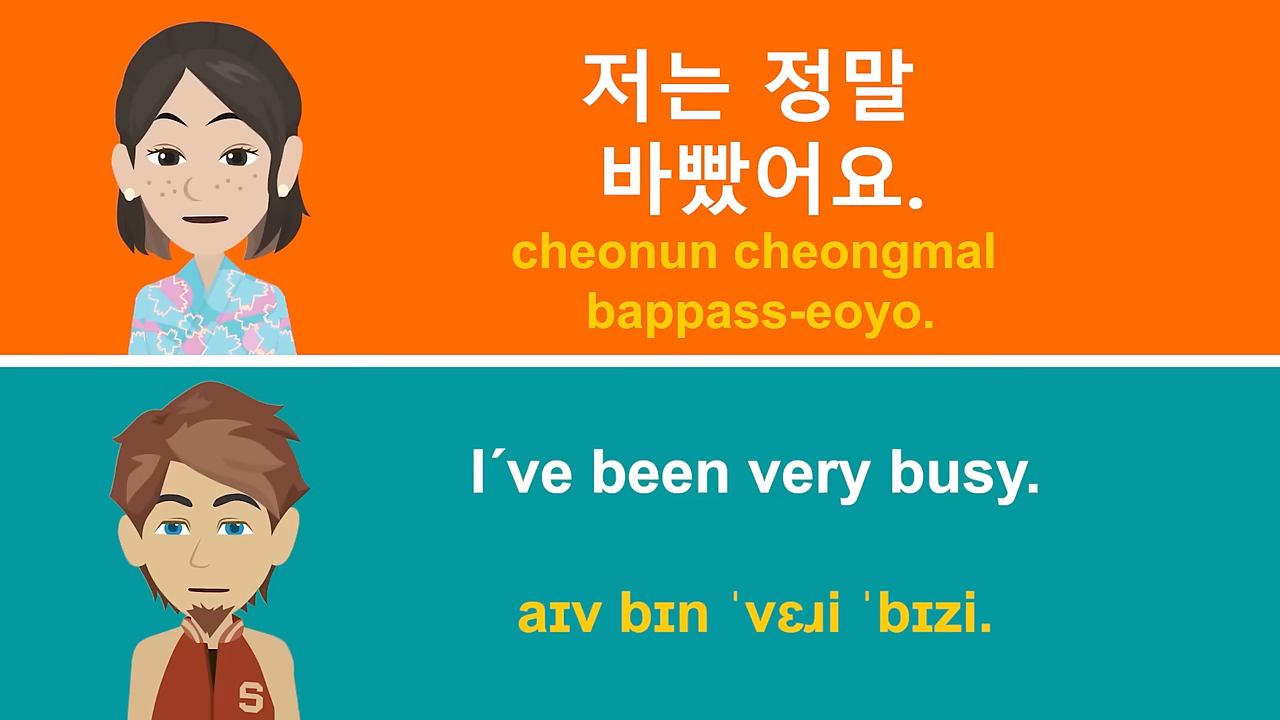 저는 정말
바빴어요.
cheonun cheongmal
bappass-eoyo.
I´ve been very busy.
aɪv bɪn ˈvɛɹi ˈbɪzi.
S